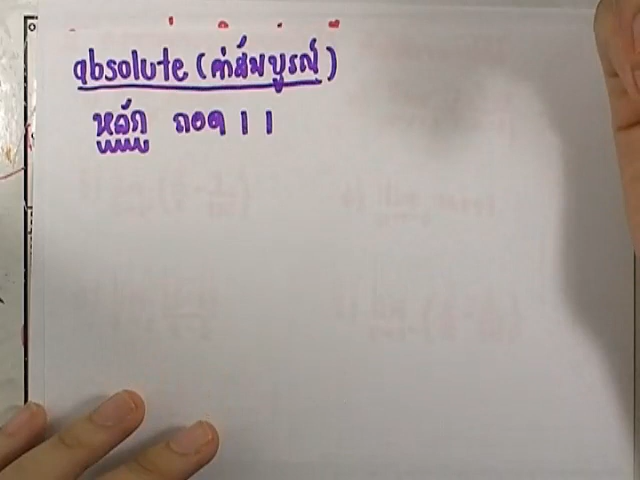 absolute (ค่าสัมบูรณ์)
หลัก ถอด | |